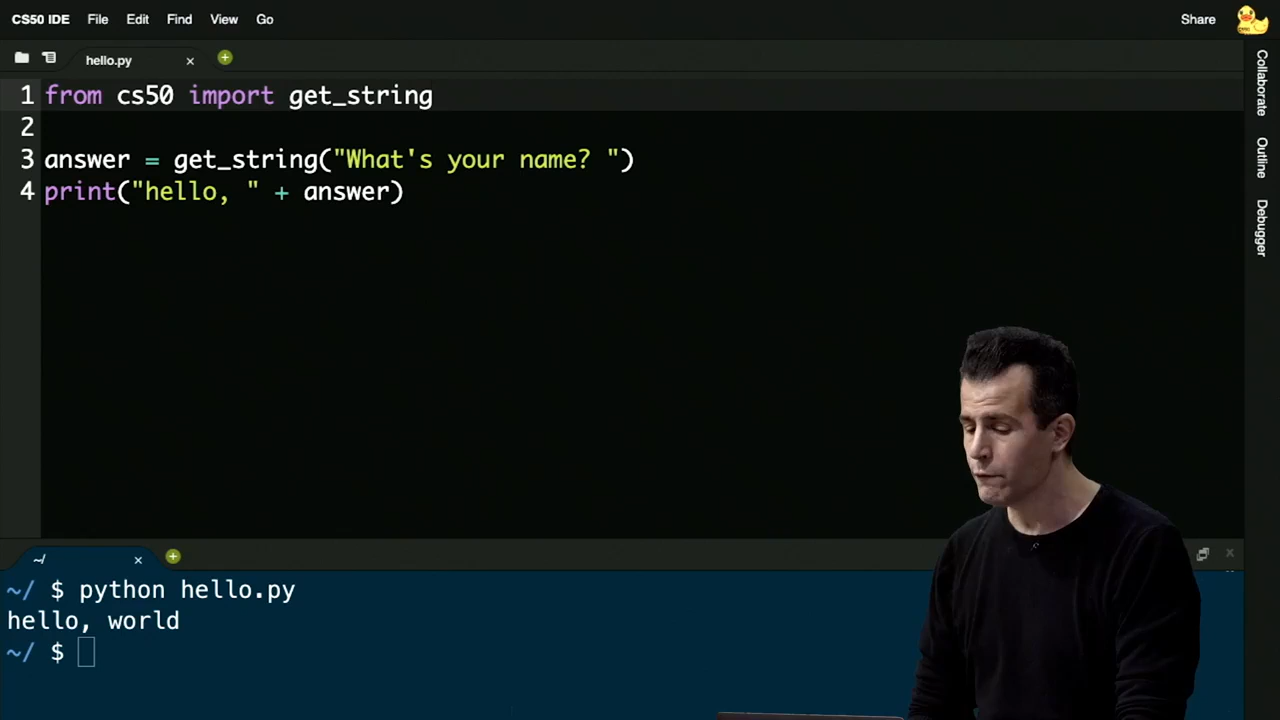 CS50 IDE File Edit Find View Go Share
hello.py
1 from cs50 import get_string
2
3 answer = get_string("What's your name? ")
4 print("hello, " + answer)
Collaborate
Outline
Debugger
~/
~/ $ python hello.py
hello, world
~/ $